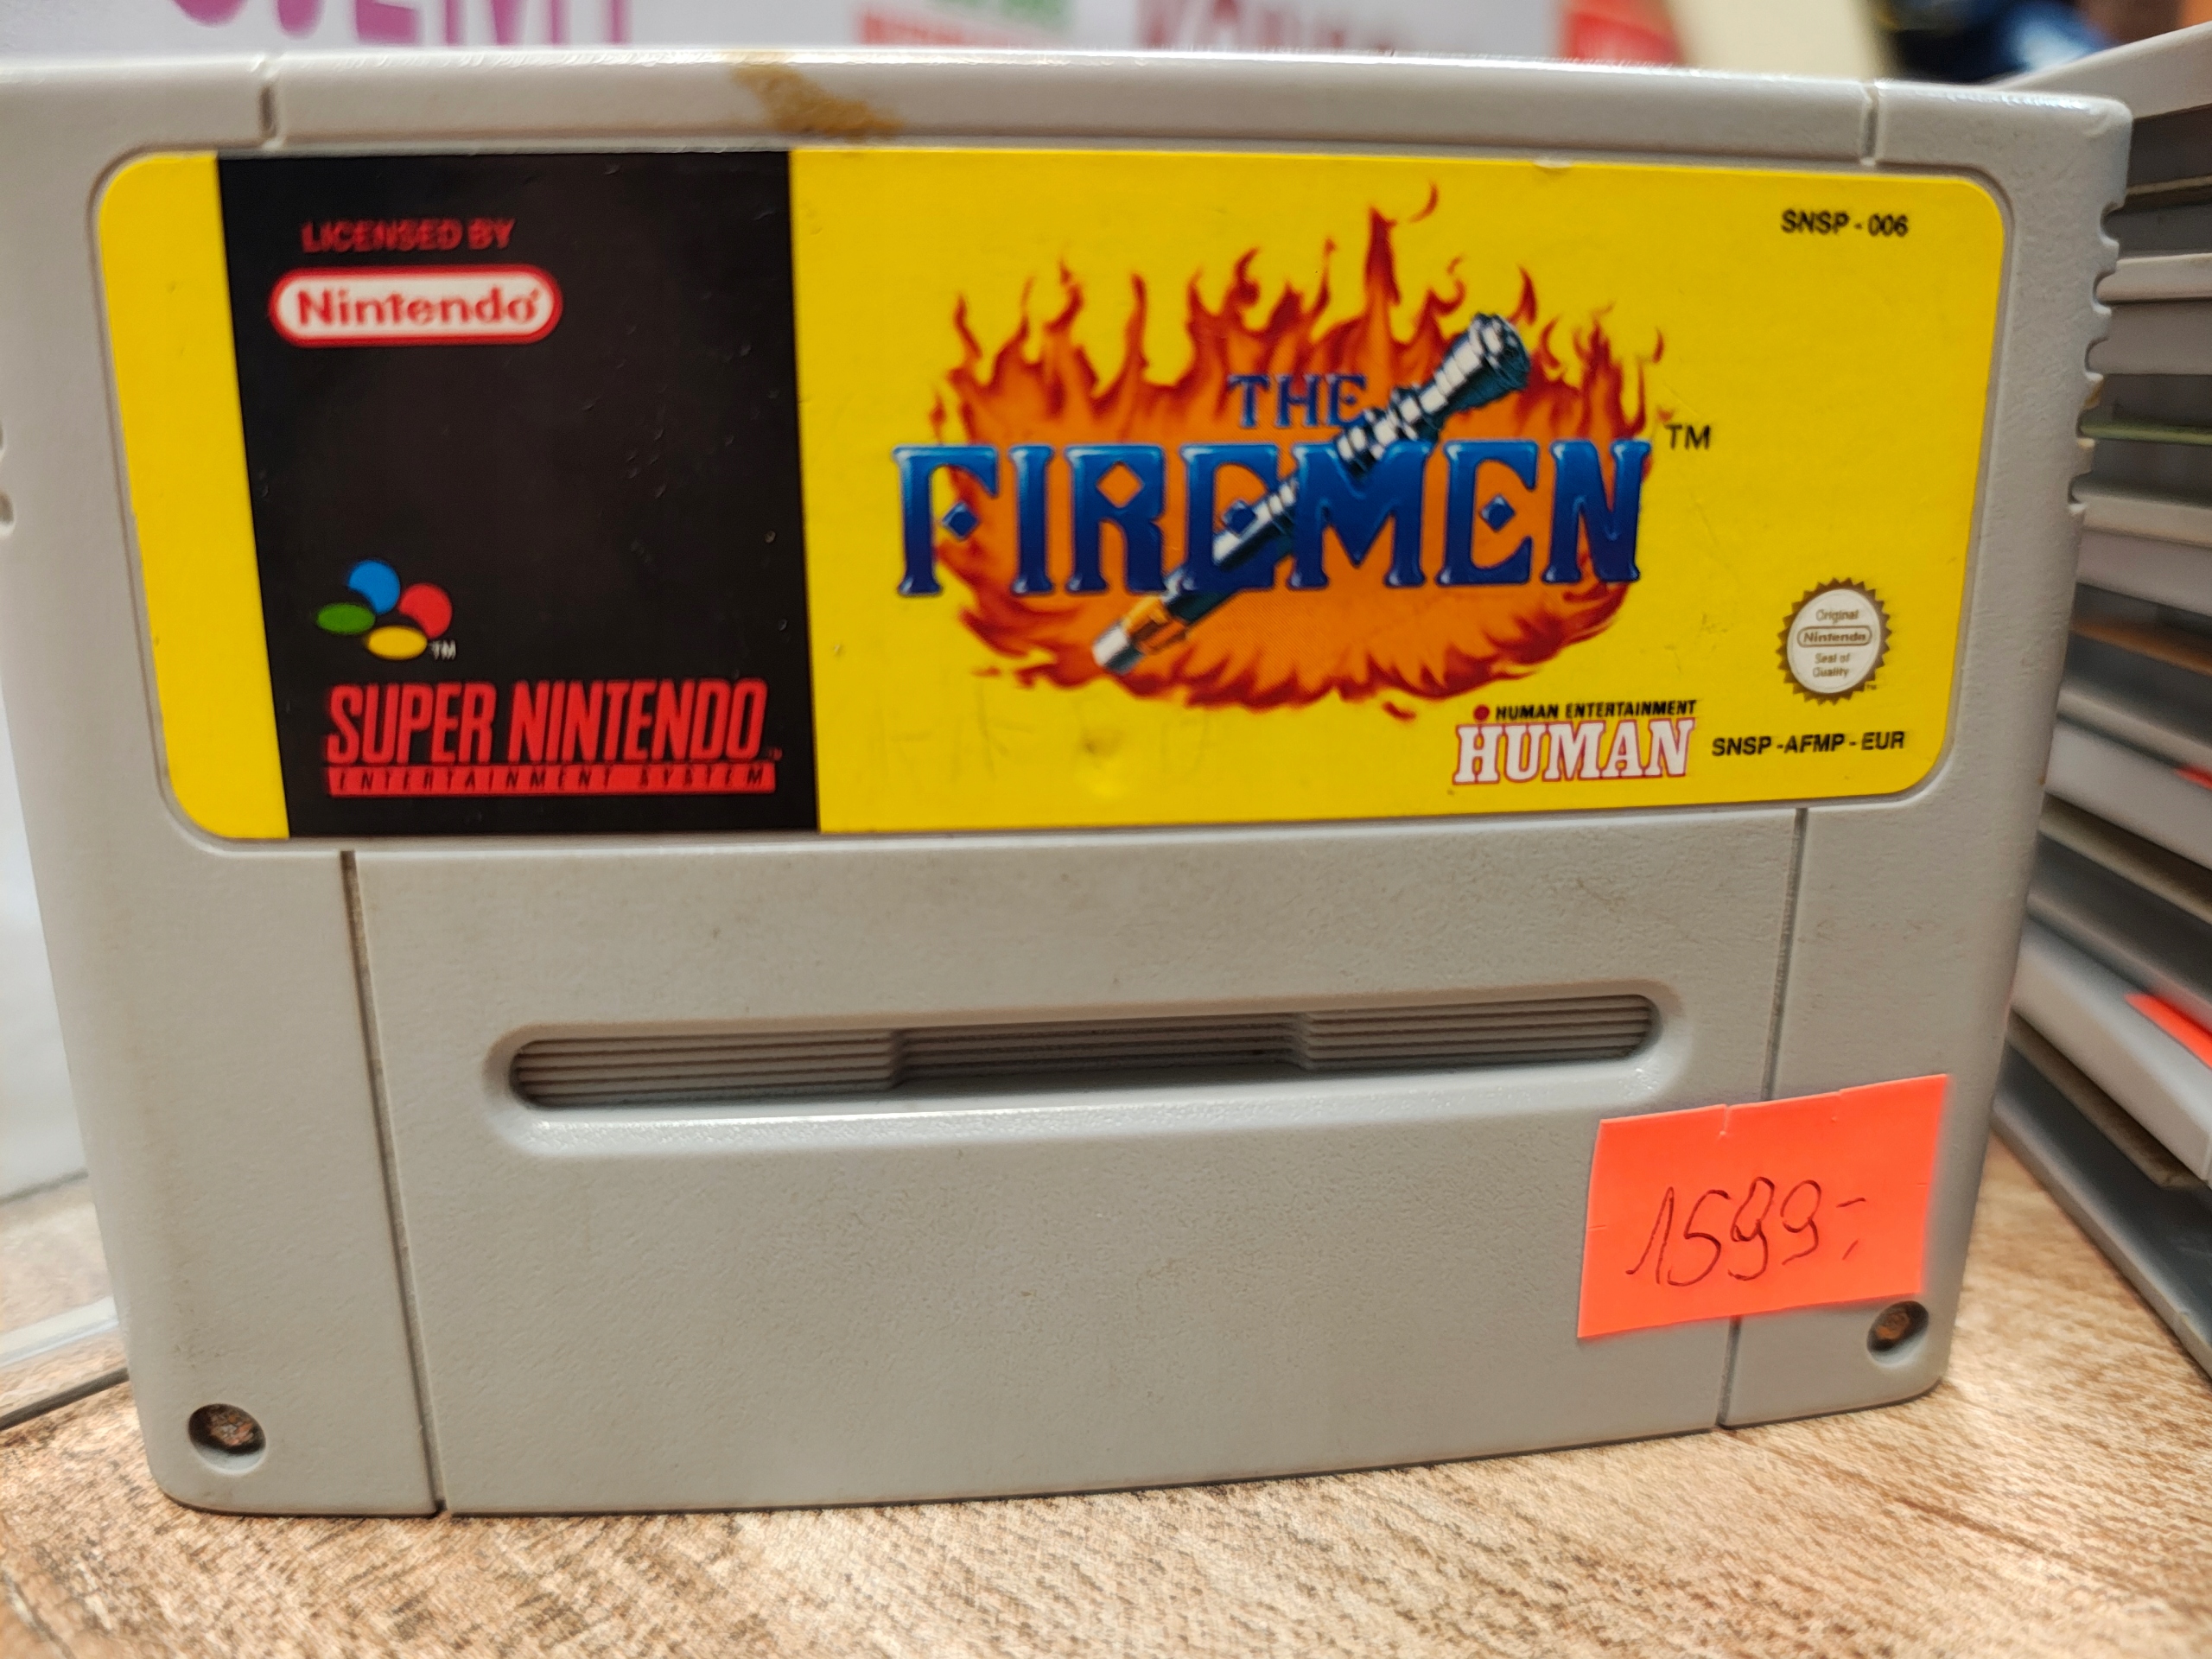 LICENSED BY
Nintendo
TM
SUPER NINTENDO
ENTERTAINMENT SYSTEM
SNSP - 006
THE
FIREMEN
TM
Original
Nintendo
Seal of
Quality
HUMAN ENTERTAINMENT
HUMAN
SNSP - AFMP - EUR
1599,-